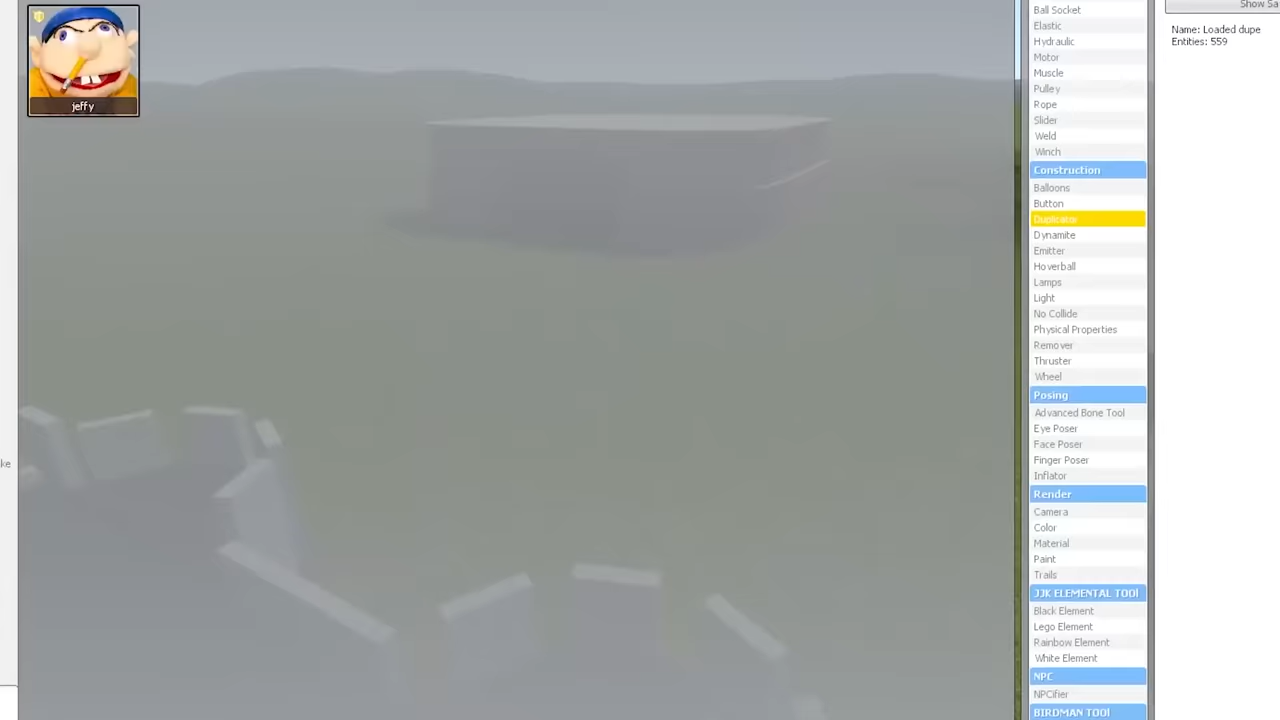 jeffy
ke
Ball Socket
Elastic
Hydraulic
Motor
Muscle
Pulley
Rope
Slider
Weld
Winch
Construction
Balloons
Button
Duplicator
Dynamite
Emitter
Hoverball
Lamps
Light
No Collide
Physical Properties
Remover
Thruster
Wheel
Posing
Advanced Bone Tool
Eye Poser
Face Poser
Finger Poser
Inflator
Render
Camera
Color
Material
Paint
Trails
JJK ELEMENTAL TOOl
Black Element
Lego Element
Rainbow Element
White Element
NPC
NPCifier
BIRDMAN TOOl
Show Sa
Name: Loaded dupe
Entities: 559